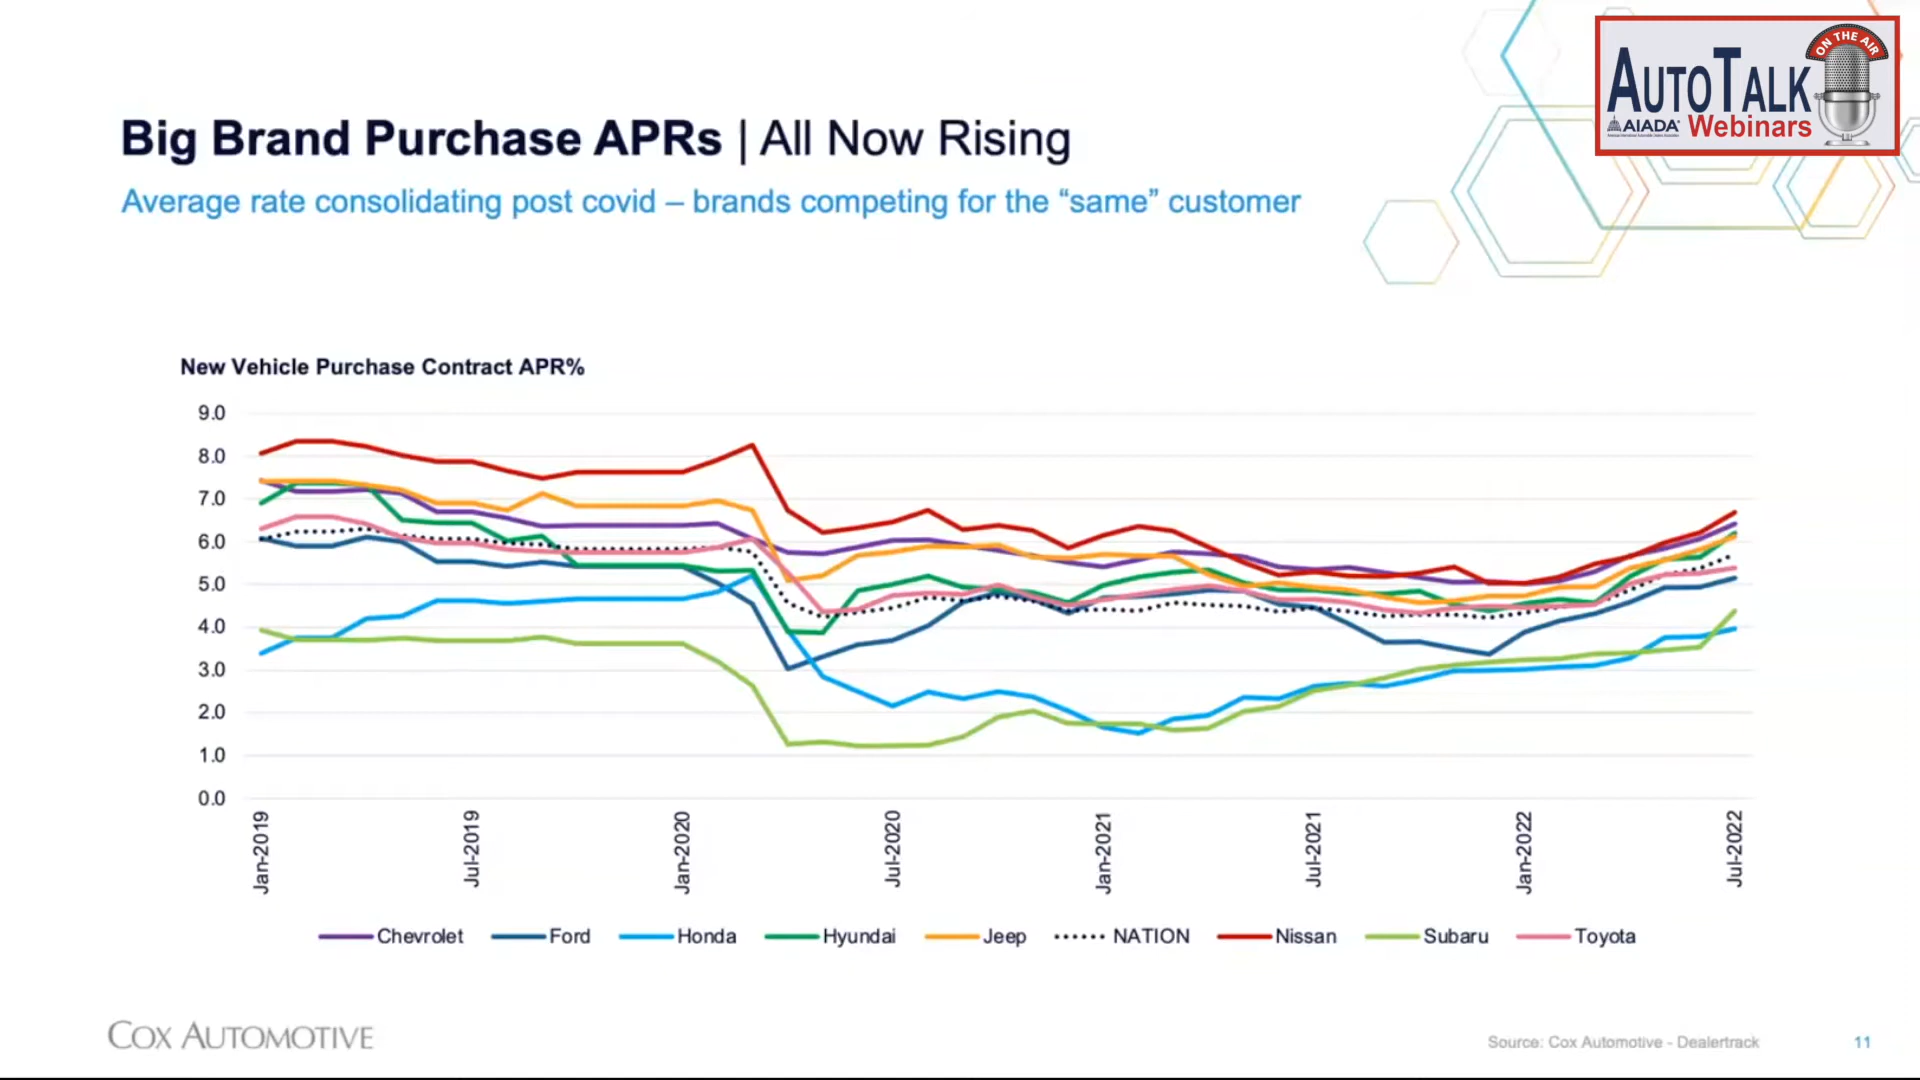 ON THE AIR
AUTOTALK
AIADA
Webinars
Big Brand Purchase APRs | All Now Rising
Average rate consolidating post covid – brands competing for the “same” customer
New Vehicle Purchase Contract APR%
9.0
8.0
7.0
6.0
5.0
4.0
3.0
2.0
1.0
0.0
Jan-2019
Jul-2019
Jan-2020
Jul-2020
Jan-2021
Jul-2021
Jan-2022
Jul-2022
Chevrolet Ford Honda Hyundai Jeep NATION Nissan Subaru Toyota
COX AUTOMOTIVE
Source: Cox Automotive - Dealertrack 11